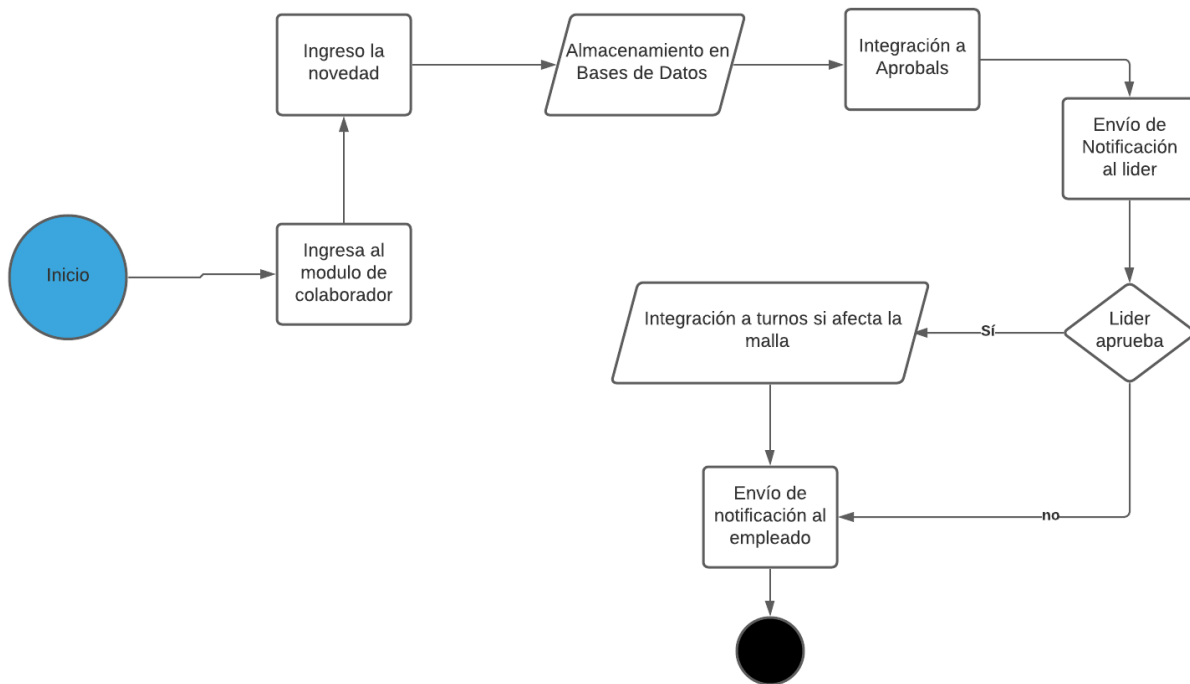 Ingreso la
novedad
Almacenamiento en
Bases de Datos
Integración a
Aprobals
Envío de
Notificación
al lider
Inicio
Ingresa al
modulo de
colaborador
Integración a turnos si afecta la
malla
Sí
Lider
aprueba
Envío de
notificación al
empleado
no